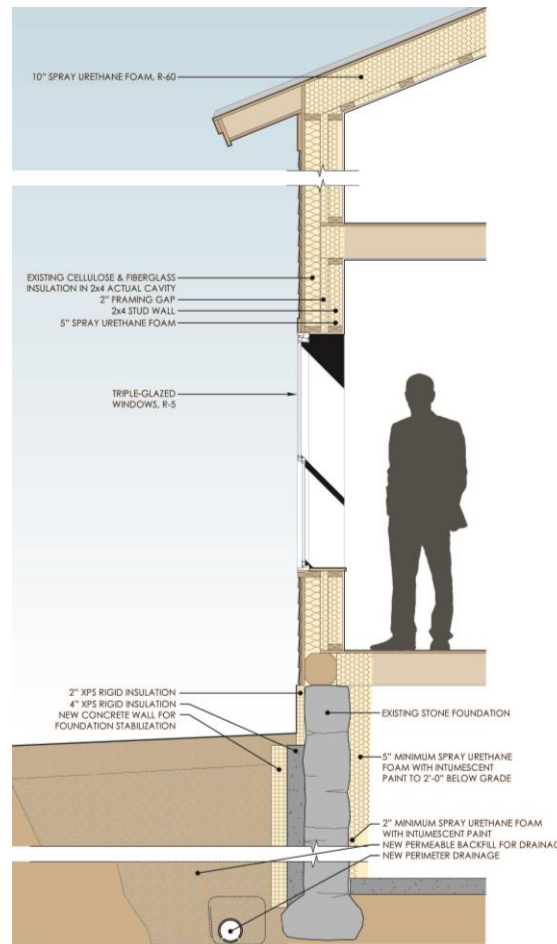 10" SPRAY URETHANE FOAM, R-60
EXISTING CELLULOSE & FIBERGLASS
INSULATION IN 2x4 ACTUAL CAVITY
2" FRAMING GAP
2x4 STUD WALL
5" SPRAY URETHANE FOAM
TRIPLE-GLAZED
WINDOWS, R-5
2" XPS RIGID INSULATION
4" XPS RIGID INSULATION
NEW CONCRETE WALL FOR
FOUNDATION STABILIZATION
EXISTING STONE FOUNDATION
5" MINIMUM SPRAY URETHANE
FOAM WITH INTUMESCENT
PAINT TO 2'-0" BELOW GRADE
2" MINIMUM SPRAY URETHANE FOAM
WITH INTUMESCENT PAINT
NEW PERMEABLE BACKFILL FOR DRAINAG
NEW PERIMETER DRAINAGE